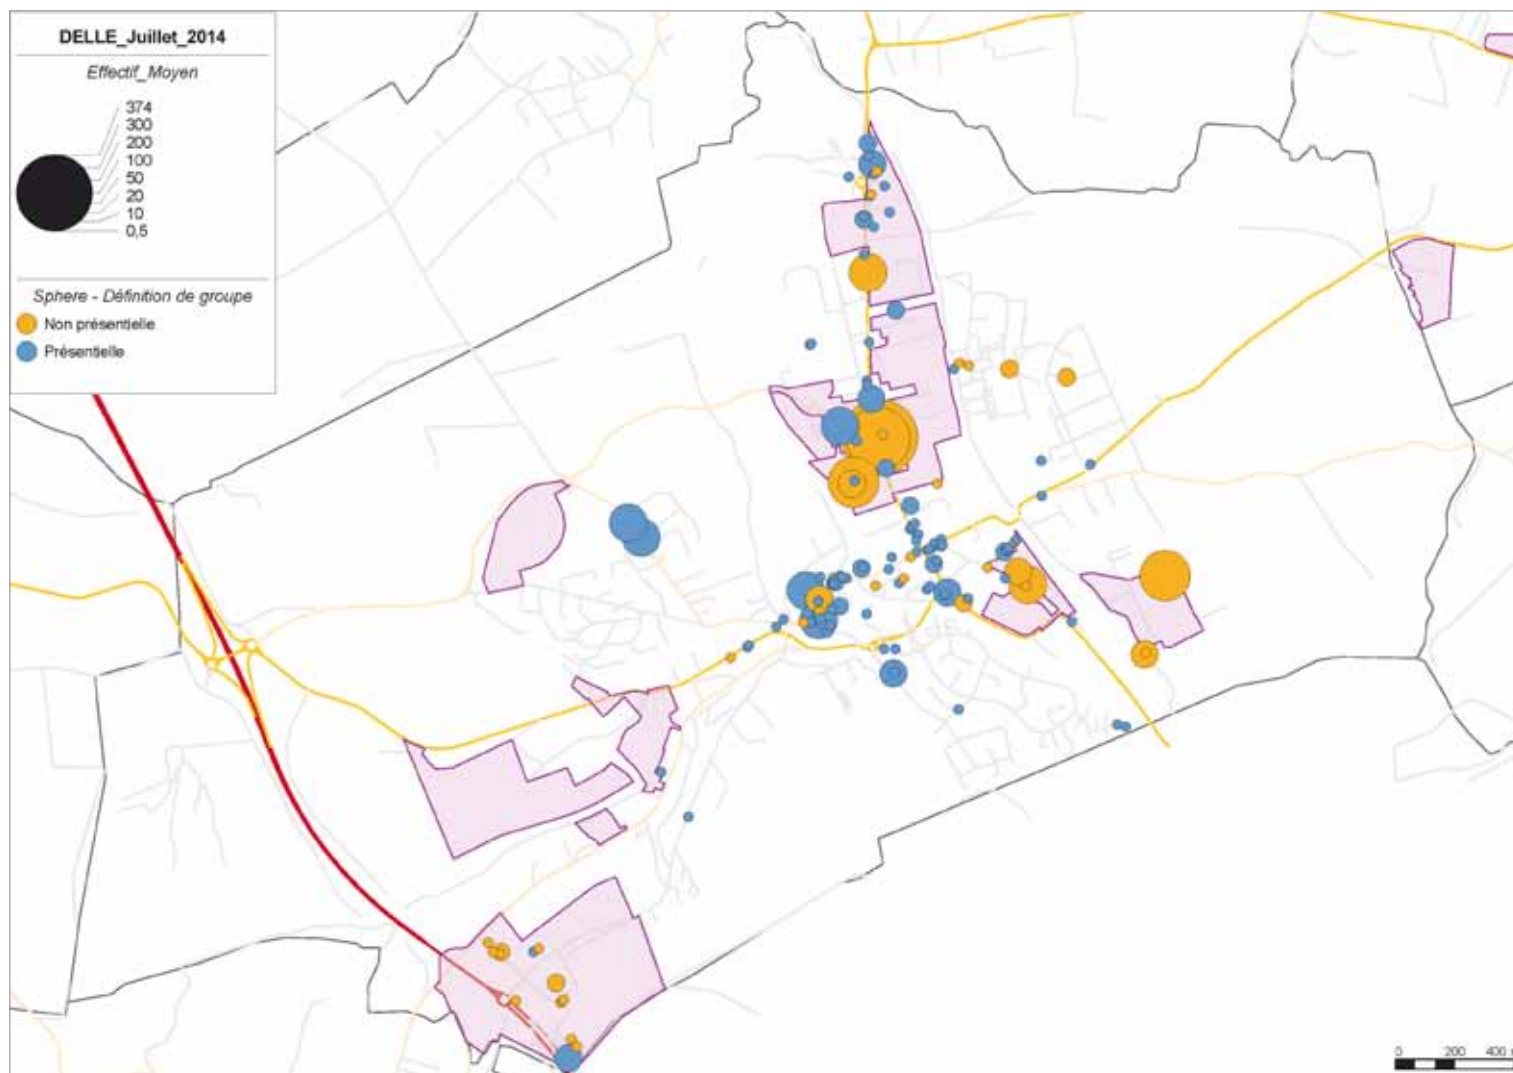 DELLE_Juillet_2014
Effectif_Moyen
374
300
200
100
50
20
10
0,5
Sphere - Définition de groupe
Non présentielle
Présentielle
0 200 400